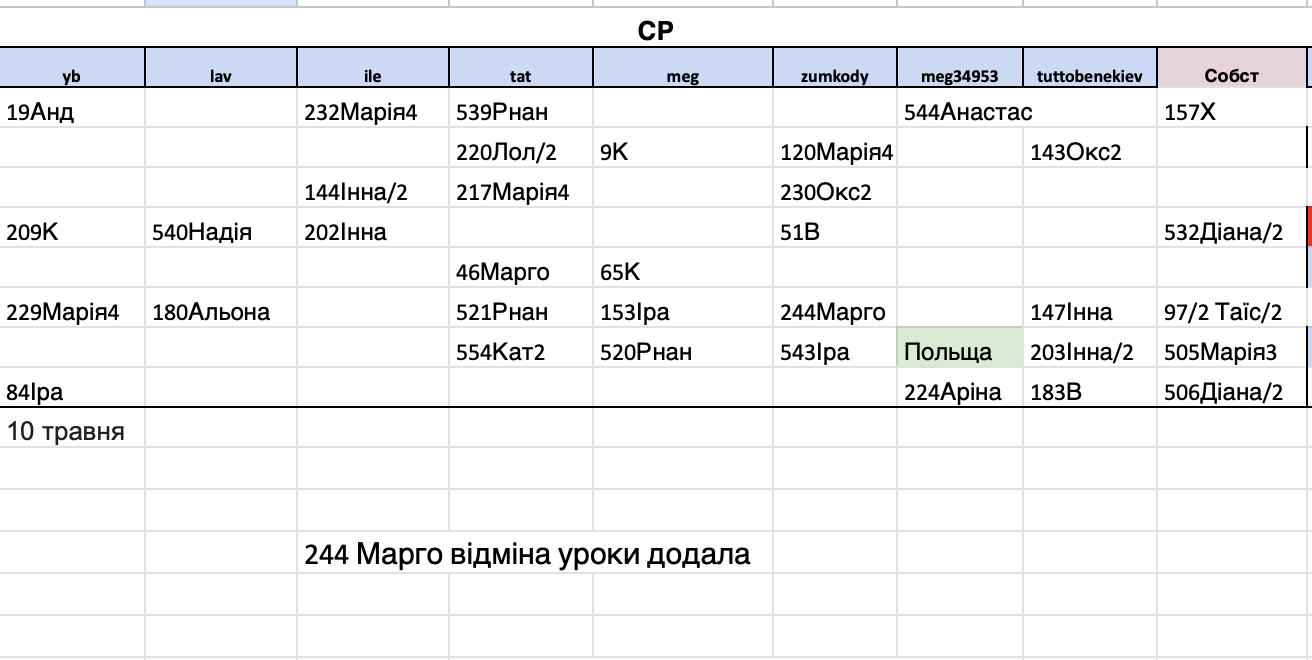 СР
yb lav ile tat meg zumkody meg34953 tuttobenekiev Собст
19Анд 232Марія4 539Рнан 544Анастас 157Х
220Лол/2 9К 120Марія4 143Окс2
144Інна/2 217Марія4 230Окс2
209К 540Надія 202Інна 51В 532Діана/2
46Марго 65К
229Марія4 180Альона 521Рнан 153Іра 244Марго 147Інна 97/2 Таїс/2
554Кат2 520Рнан 543Іра Польща 203Інна/2 505Марія3
84Іра 224Аріна 183В 506Діана/2
10 травня
244 Марго відміна уроки додала